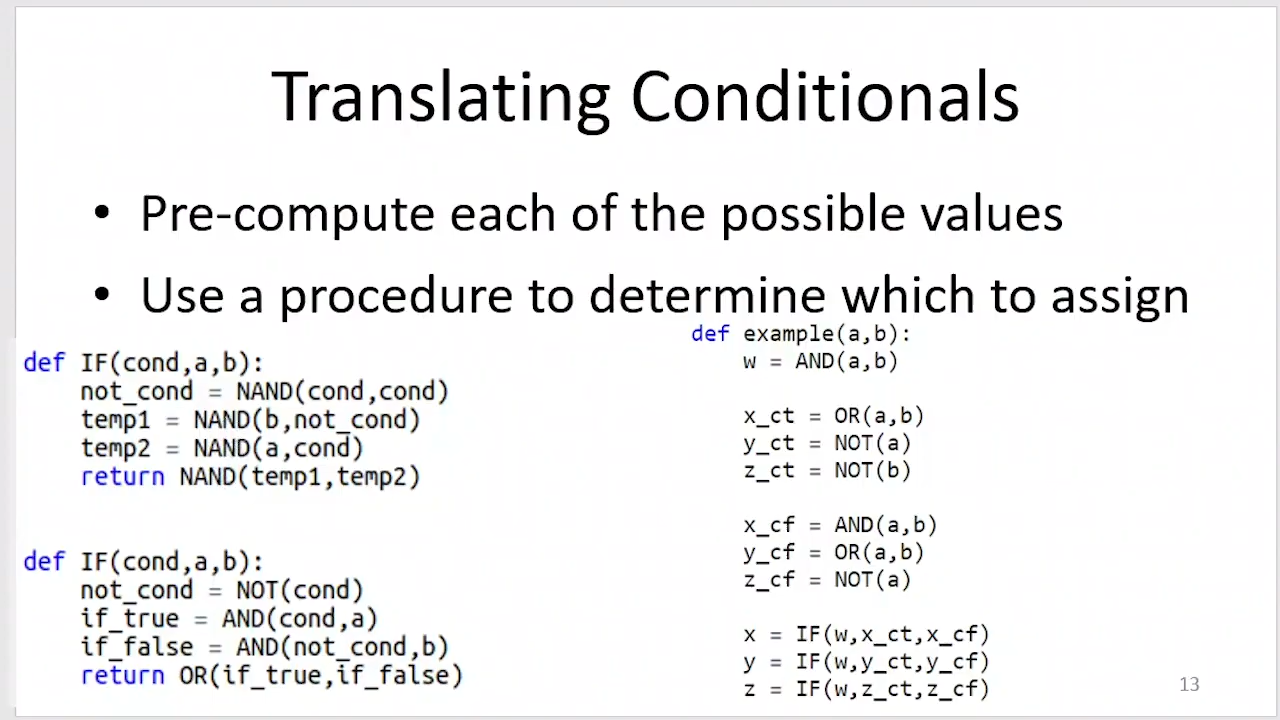 Translating Conditionals
• Pre-compute each of the possible values
• Use a procedure to determine which to assign
def IF(cond,a,b):
    not_cond = NAND(cond,cond)
    temp1 = NAND(b,not_cond)
    temp2 = NAND(a,cond)
    return NAND(temp1,temp2)
def IF(cond,a,b):
    not_cond = NOT(cond)
    if_true = AND(cond,a)
    if_false = AND(not_cond,b)
    return OR(if_true,if_false)
def example(a,b):
    w = AND(a,b)
    x_ct = OR(a,b)
    y_ct = NOT(a)
    z_ct = NOT(b)
    x_cf = AND(a,b)
    y_cf = OR(a,b)
    z_cf = NOT(a)
    x = IF(w,x_ct,x_cf)
    y = IF(w,y_ct,y_cf)
    z = IF(w,z_ct,z_cf)
13